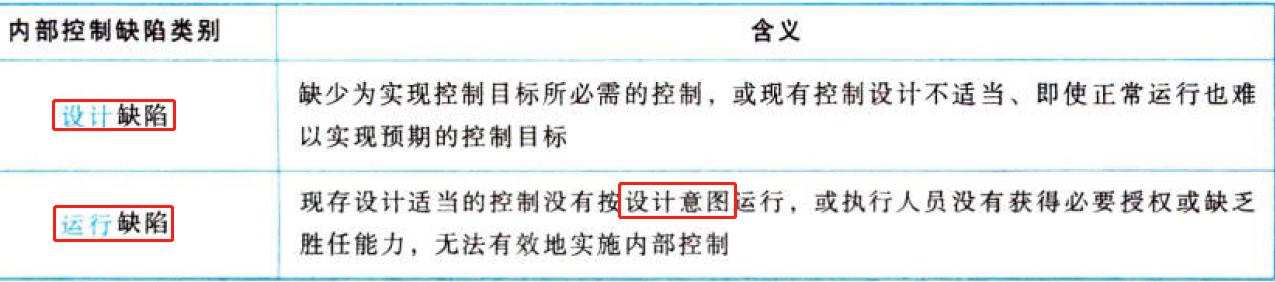 内部控制缺陷类别
含义
设计缺陷
缺少为实现控制目标所必需的控制，或现有控制设计不适当、即使正常运行也难
以实现预期的控制目标
运行缺陷
现存设计适当的控制没有按设计意图运行，或执行人员没有获得必要授权或缺乏
胜任能力，无法有效地实施内部控制